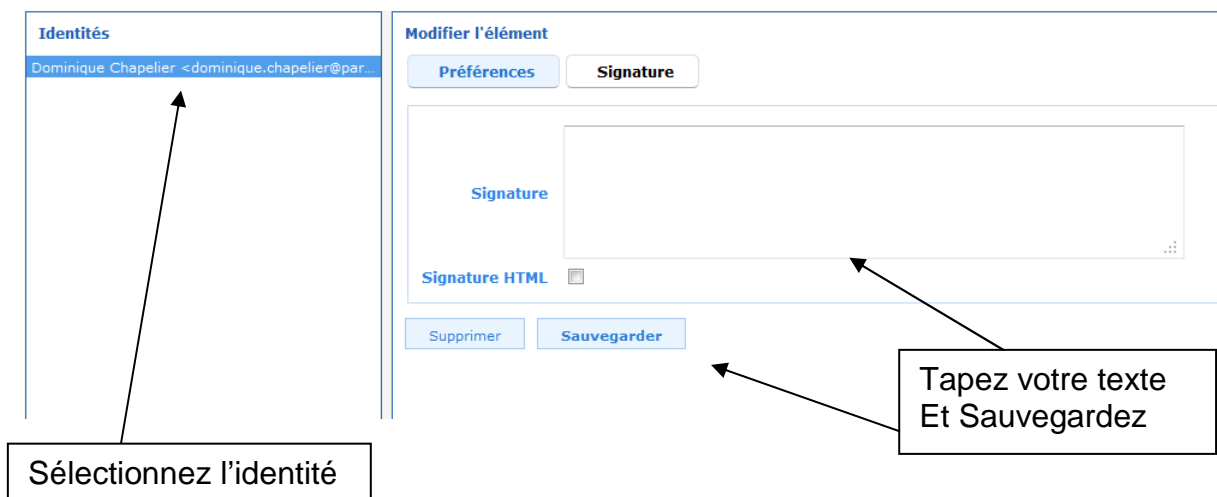 Identités
Dominique Chapelier <dominique.chapelier@par...
Modifier l'élément
Préférences
Signature
Signature
Signature HTML
Supprimer
Sauvegarder
Tapez votre texte
Et Sauvegardez
Sélectionnez l’identité